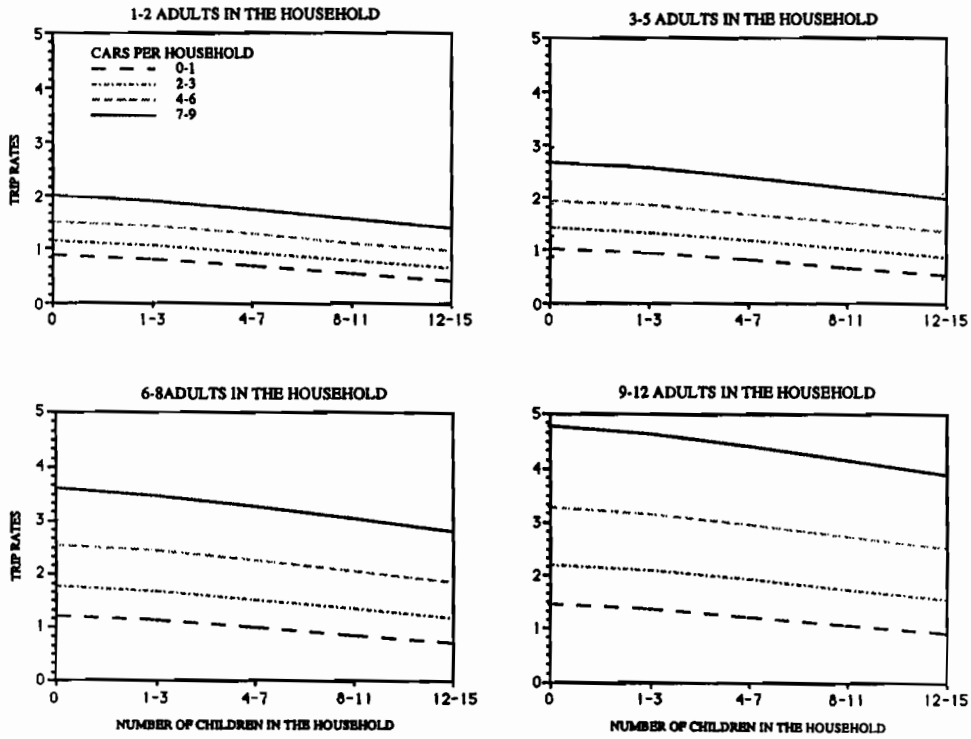 1-2 ADULTS IN THE HOUSEHOLD
CARS PER HOUSEHOLD
0-1
2-3
4-6
7-9
TRIP RATES
5
4
3
2
1
0
0 1-3 4-7 8-11 12-15
3-5 ADULTS IN THE HOUSEHOLD
5
4
3
2
1
0
0 1-3 4-7 8-11 12-15
6-8ADULTS IN THE HOUSEHOLD
TRIP RATES
5
4
3
2
1
0
0 1-3 4-7 8-11 12-15
NUMBER OF CHILDREN IN THE HOUSEHOLD
9-12 ADULTS IN THE HOUSEHOLD
5
4
3
2
1
0
0 1-3 4-7 8-11 12-15
NUMBER OF CHILDREN IN THE HOUSEHOLD